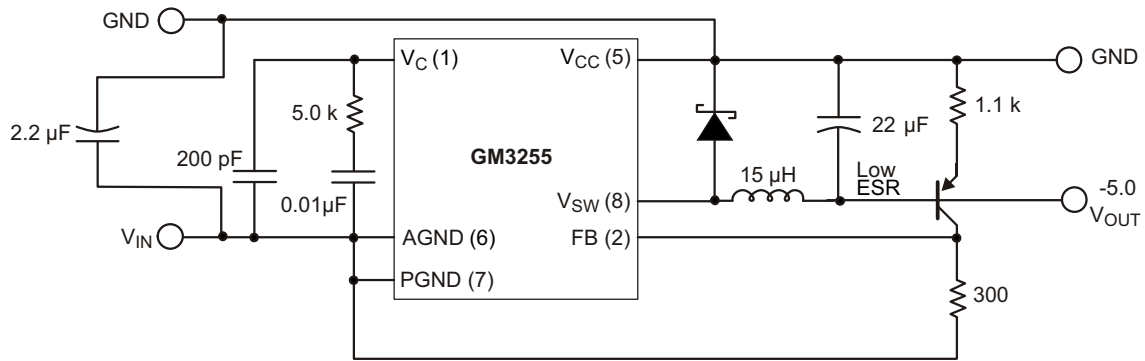 GND
V_C (1)
V_CC (5)
GND
5.0 k
1.1 k
2.2 µF
22 µF
200 pF
GM3255
15 µH
Low
ESR
-5.0
V_OUT
0.01µF
V_SW (8)
V_IN
AGND (6)
FB (2)
PGND (7)
300